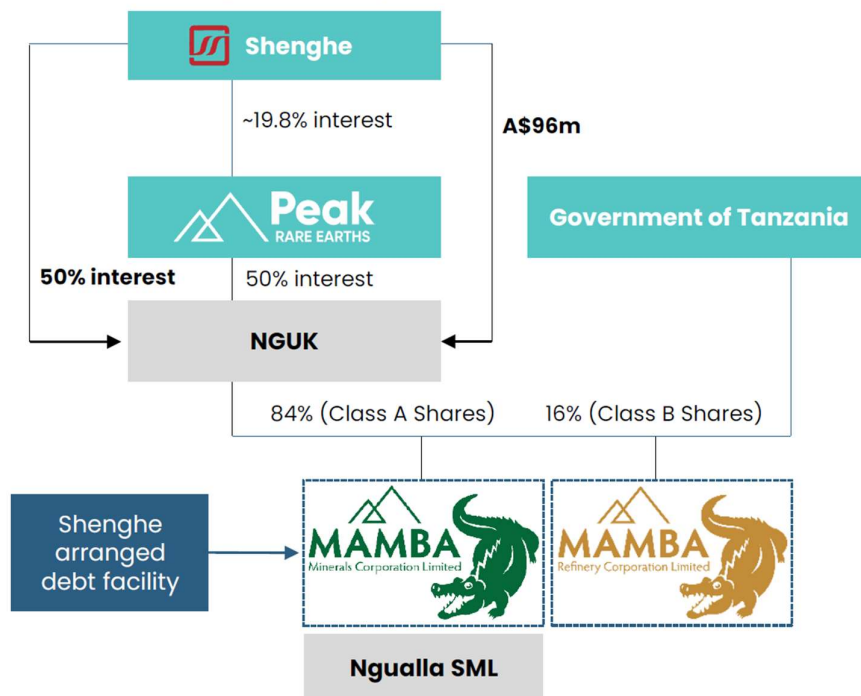 Shenghe
~19.8% interest
A$96m
Peak
RARE EARTHS
Government of Tanzania
50% interest
50% interest
NGUK
84% (Class A Shares)
16% (Class B Shares)
Shenghe
arranged
debt facility
MAMBA
Minerals Corporation Limited
MAMBA
Refinery Corporation Limited
Ngualla SML